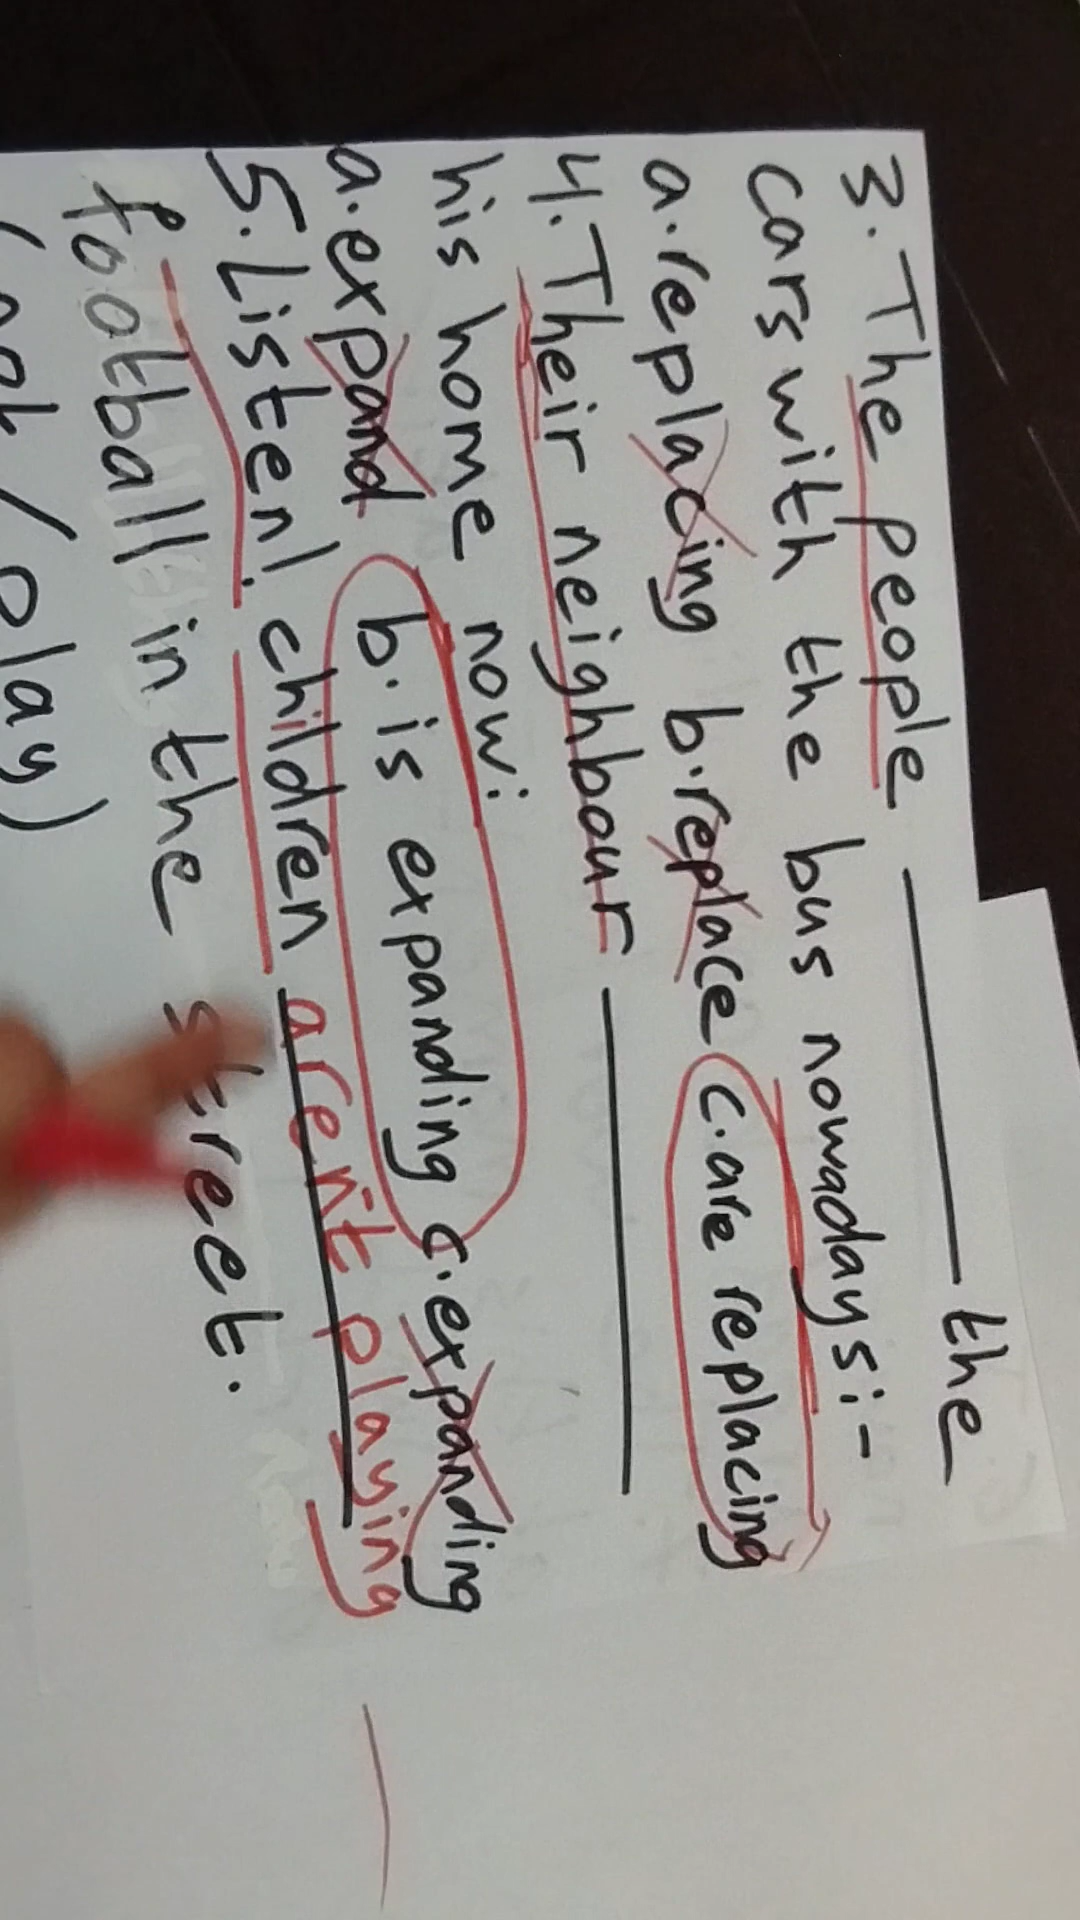 3. The people ______ the
cars with the bus nowadays:-
a. replacing b. replace c. are replacing
4. Their neighbour ______
his home now:
a. expand b. is expanding c. expanding
5. Listen! children aren't playing
football in the street.
play)